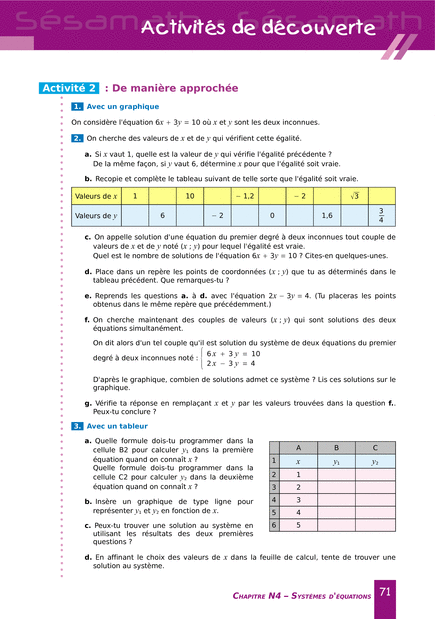 Sésamath Sésamath Sésamath
Activités de découverte
Activité 2 : De manière approchée
1. Avec un graphique
On considère l'équation 6x + 3y = 10 où x et y sont les deux inconnues.
2. On cherche des valeurs de x et de y qui vérifient cette égalité.
a. Si x vaut 1, quelle est la valeur de y qui vérifie l'égalité précédente ?
De la même façon, si y vaut 6, détermine x pour que l'égalité soit vraie.
b. Recopie et complète le tableau suivant de telle sorte que l'égalité soit vraie.
Valeurs de x 1 10 − 1,2 − 2 √3
Valeurs de y 6 − 2 0 1,6 3/4
c. On appelle solution d'une équation du premier degré à deux inconnues tout couple de
valeurs de x et de y noté (x ; y) pour lequel l'égalité est vraie.
Quel est le nombre de solutions de l'équation 6x + 3y = 10 ? Cites-en quelques-unes.
d. Place dans un repère les points de coordonnées (x ; y) que tu as déterminés dans le
tableau précédent. Que remarques-tu ?
e. Reprends les questions a. à d. avec l'équation 2x − 3y = 4. (Tu placeras les points
obtenus dans le même repère que précédemment.)
f. On cherche maintenant des couples de valeurs (x ; y) qui sont solutions des deux
équations simultanément.
On dit alors d'un tel couple qu'il est solution du système de deux équations du premier
degré à deux inconnues noté : { 6x + 3y = 10
2x − 3y = 4
D'après le graphique, combien de solutions admet ce système ? Lis ces solutions sur le
graphique.
g. Vérifie ta réponse en remplaçant x et y par les valeurs trouvées dans la question f..
Peux-tu conclure ?
3. Avec un tableur
a. Quelle formule dois-tu programmer dans la
cellule B2 pour calculer y₁ dans la première
équation quand on connaît x ?
Quelle formule dois-tu programmer dans la
cellule C2 pour calculer y₂ dans la deuxième
équation quand on connaît x ?
b. Insère un graphique de type ligne pour
représenter y₁ et y₂ en fonction de x.
c. Peux-tu trouver une solution au système en
utilisant les résultats des deux premières
questions ?
A B C
1 x y₁ y₂
2 1
3 2
4 3
5 4
6 5
d. En affinant le choix des valeurs de x dans la feuille de calcul, tente de trouver une
solution au système.
Chapitre N4 – Systèmes d'équations 71